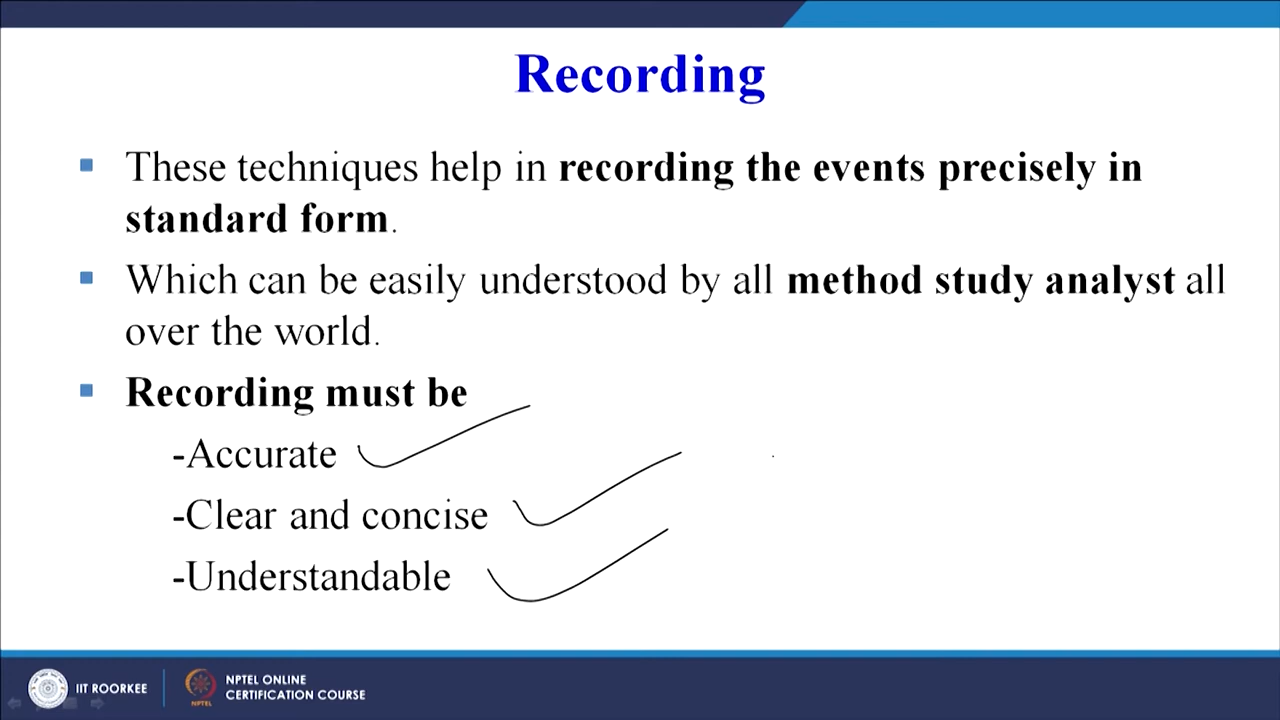 Recording
These techniques help in recording the events precisely in
standard form.
Which can be easily understood by all method study analyst all
over the world.
Recording must be
-Accurate
-Clear and concise
-Understandable
IIT ROORKEE
NPTEL
NPTEL ONLINE
CERTIFICATION COURSE